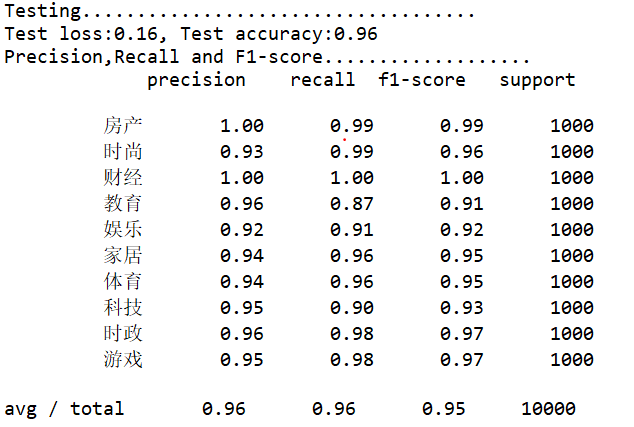 Testing....................................
Test loss:0.16, Test accuracy:0.96
Precision,Recall and F1-score...................
precision recall f1-score support
房产 1.00 0.99 0.99 1000
时尚 0.93 0.99 0.96 1000
财经 1.00 1.00 1.00 1000
教育 0.96 0.87 0.91 1000
娱乐 0.92 0.91 0.92 1000
家居 0.94 0.96 0.95 1000
体育 0.94 0.96 0.95 1000
科技 0.95 0.90 0.93 1000
时政 0.96 0.98 0.97 1000
游戏 0.95 0.98 0.97 1000
avg / total 0.96 0.96 0.95 10000